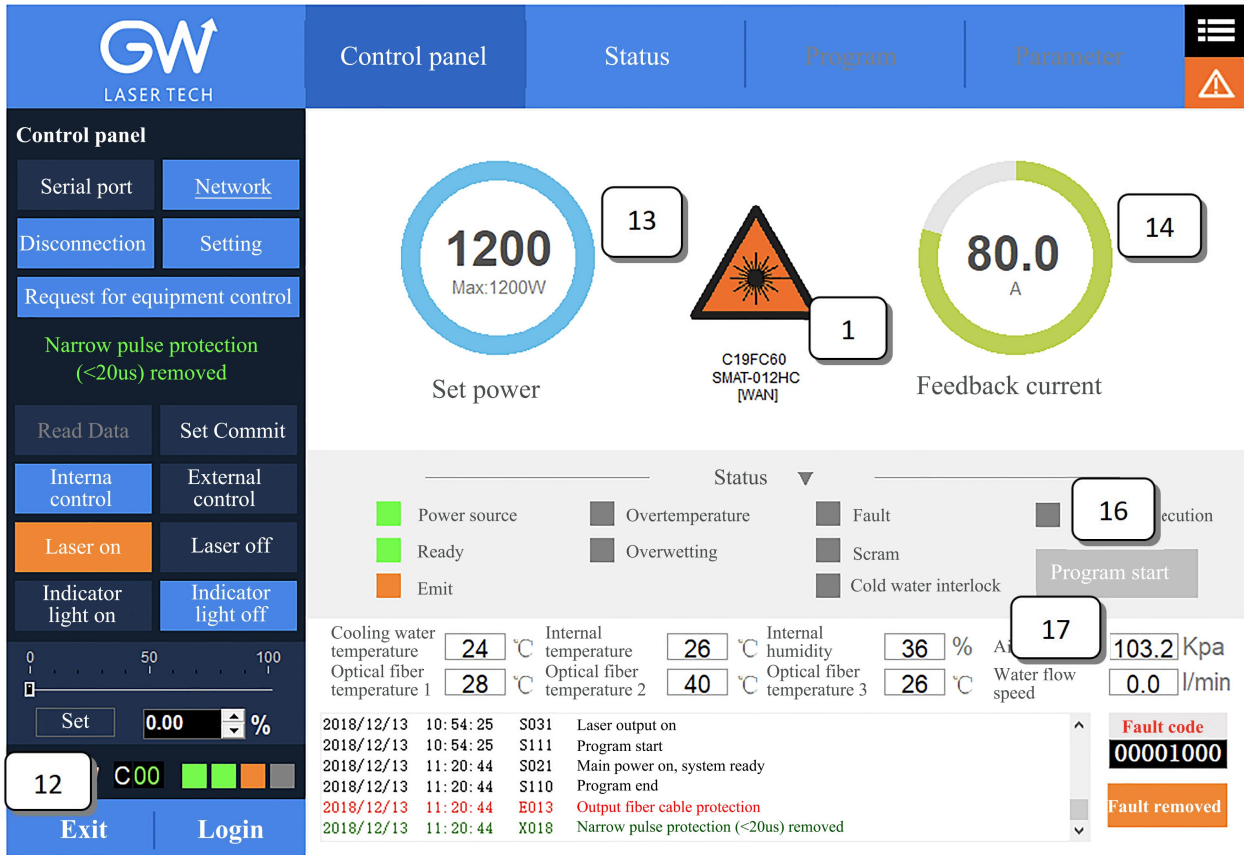 GW
LASER TECH
Control panel
Status
Program
Parameter
Control panel
Serial port
Network
Disconnection
Setting
Request for equipment control
Narrow pulse protection
(<20us) removed
Read Data
Set Commit
Interna
control
External
control
Laser on
Laser off
Indicator
light on
Indicator
light off
0 50 100
Set
0.00 %
12
C00
Exit
Login
1200
Max:1200W
Set power
13
1
C19FC60
SMAT-012HC
[WAN]
80.0
A
Feedback current
14
Status
Power source
Overtemperature
Fault
16
ecution
Ready
Overwetting
Scram
Emit
Cold water interlock
Program start
17
Cooling water
temperature 24 ℃
Internal
temperature 26 ℃
Internal
humidity 36 %
103.2 Kpa
Optical fiber
temperature 1 28 ℃
Optical fiber
temperature 2 40 ℃
Optical fiber
temperature 3 26 ℃
Water flow
speed 0.0 l/min
2018/12/13 10:54:25 S031 Laser output on
2018/12/13 10:54:25 S111 Program start
2018/12/13 11:20:44 S021 Main power on, system ready
2018/12/13 11:20:44 S110 Program end
2018/12/13 11:20:44 E013 Output fiber cable protection
2018/12/13 11:20:44 X018 Narrow pulse protection (<20us) removed
Fault code
00001000
Fault removed